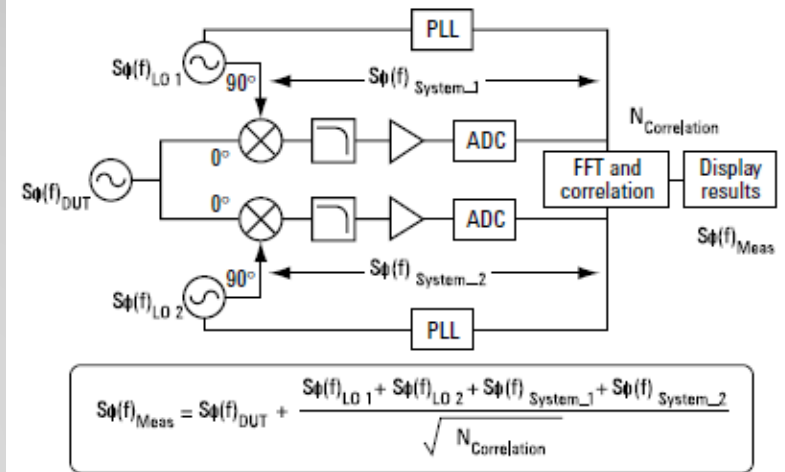 PLL
Sϕ(f) LO 1
90°
Sϕ(f) System_1
N Correlation
0°
ADC
FFT and
correlation
Display
results
Sϕ(f) DUT
0°
ADC
Sϕ(f) Meas
90°
Sϕ(f) System_2
Sϕ(f) LO 2
PLL
Sϕ(f) Meas = Sϕ(f) DUT + Sϕ(f) LO 1 + Sϕ(f) LO 2 + Sϕ(f) System_1 + Sϕ(f) System_2
√ N Correlation